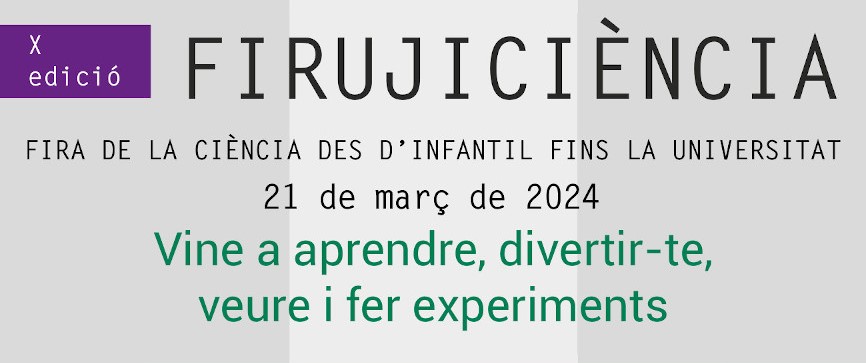 X
edició
FIRUJICIÈNCIA
FIRA DE LA CIÈNCIA DES D'INFANTIL FINS LA UNIVERSITAT
21 de març de 2024
Vine a aprendre, divertir-te,
veure i fer experiments